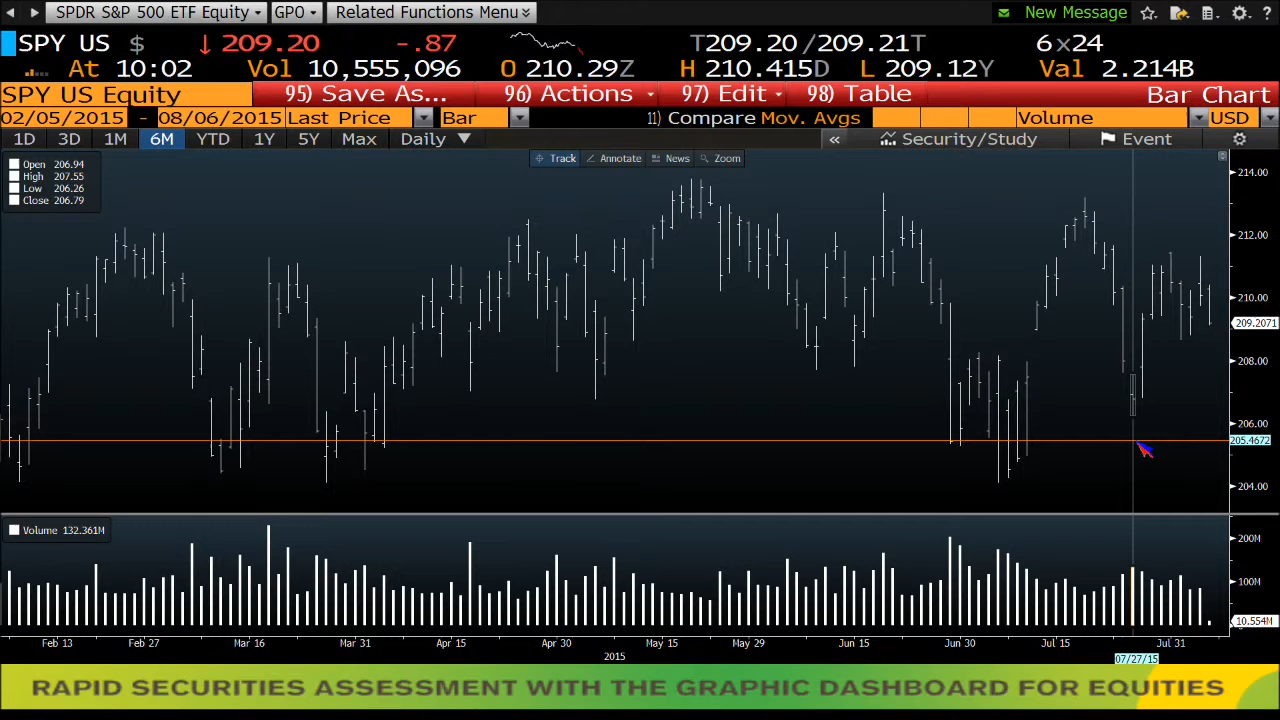 SPDR S&P 500 ETF Equity GPO Related Functions Menu New Message ?
SPY US $ ↓ 209.20 -.87 T209.20 /209.21T 6x24
At 10:02 Vol 10,555,096 O 210.29Z H 210.415D L 209.12Y Val 2.214B
SPY US Equity 95) Save As... 96) Actions 97) Edit 98) Table Bar Chart
02/05/2015 - 08/06/2015 Last Price Bar 11) Compare Mov. Avgs Volume USD
1D 3D 1M 6M YTD 1Y 5Y Max Daily ▼ « Security/Study Event
Track Annotate News Zoom
Open 206.94
High 207.55
Low 206.26
Close 206.79
214.00
212.00
210.00
209.2071
208.00
206.00
205.4672
204.00
Volume 132.361M
200M
100M
10.554M
Feb 13 Feb 27 Mar 16 Mar 31 Apr 15 Apr 30 May 15 May 29 Jun 15 Jun 30 Jul 15 Jul 31
2015 07/27/15
RAPID SECURITIES ASSESSMENT WITH THE GRAPHIC DASHBOARD FOR EQUITIES